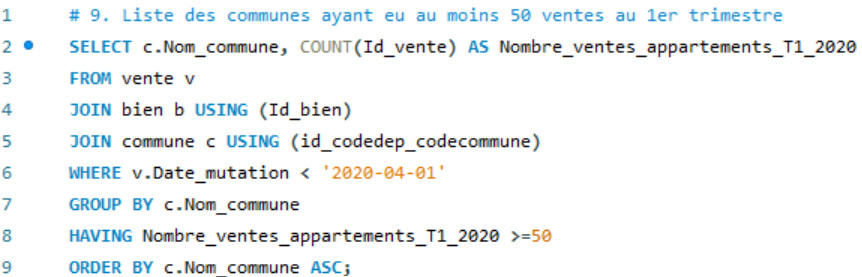 1 # 9. Liste des communes ayant eu au moins 50 ventes au 1er trimestre
2 SELECT c.Nom_commune, COUNT(Id_vente) AS Nombre_ventes_appartements_T1_2020
3 FROM vente v
4 JOIN bien b USING (Id_bien)
5 JOIN commune c USING (id_codedep_codecommune)
6 WHERE v.Date_mutation < '2020-04-01'
7 GROUP BY c.Nom_commune
8 HAVING Nombre_ventes_appartements_T1_2020 >=50
9 ORDER BY c.Nom_commune ASC;